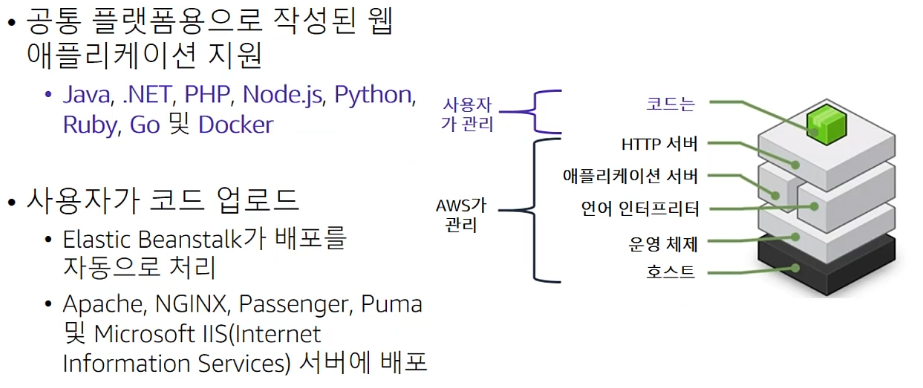 • 공통 플랫폼용으로 작성된 웹
애플리케이션 지원
• Java, .NET, PHP, Node.js, Python,
Ruby, Go 및 Docker
• 사용자가 코드 업로드
• Elastic Beanstalk가 배포를
자동으로 처리
• Apache, NGINX, Passenger, Puma
및 Microsoft IIS(Internet
Information Services) 서버에 배포
사용자
가 관리
AWS가
관리
코드는
HTTP 서버
애플리케이션 서버
언어 인터프리터
운영 체제
호스트